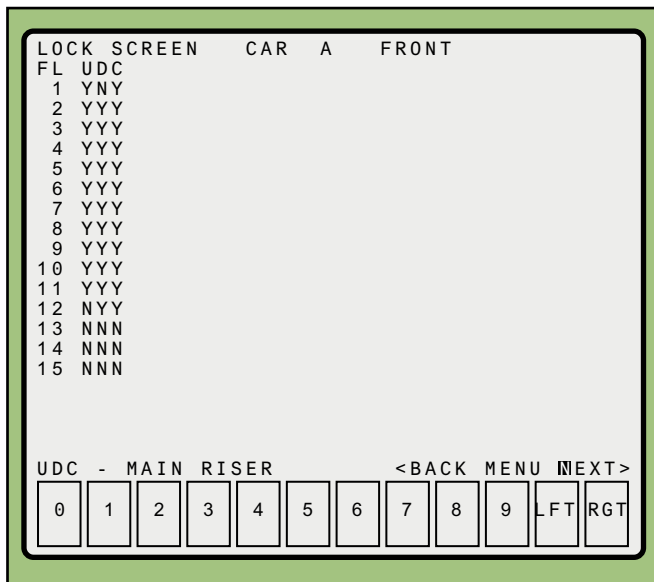 LOCK SCREEN CAR A FRONT
FL UDC
1 YNY
2 YYY
3 YYY
4 YYY
5 YYY
6 YYY
7 YYY
8 YYY
9 YYY
10 YYY
11 YYY
12 NYY
13 NNN
14 NNN
15 NNN
UDC - MAIN RISER <BACK MENU NEXT>
0 1 2 3 4 5 6 7 8 9 LFT RGT